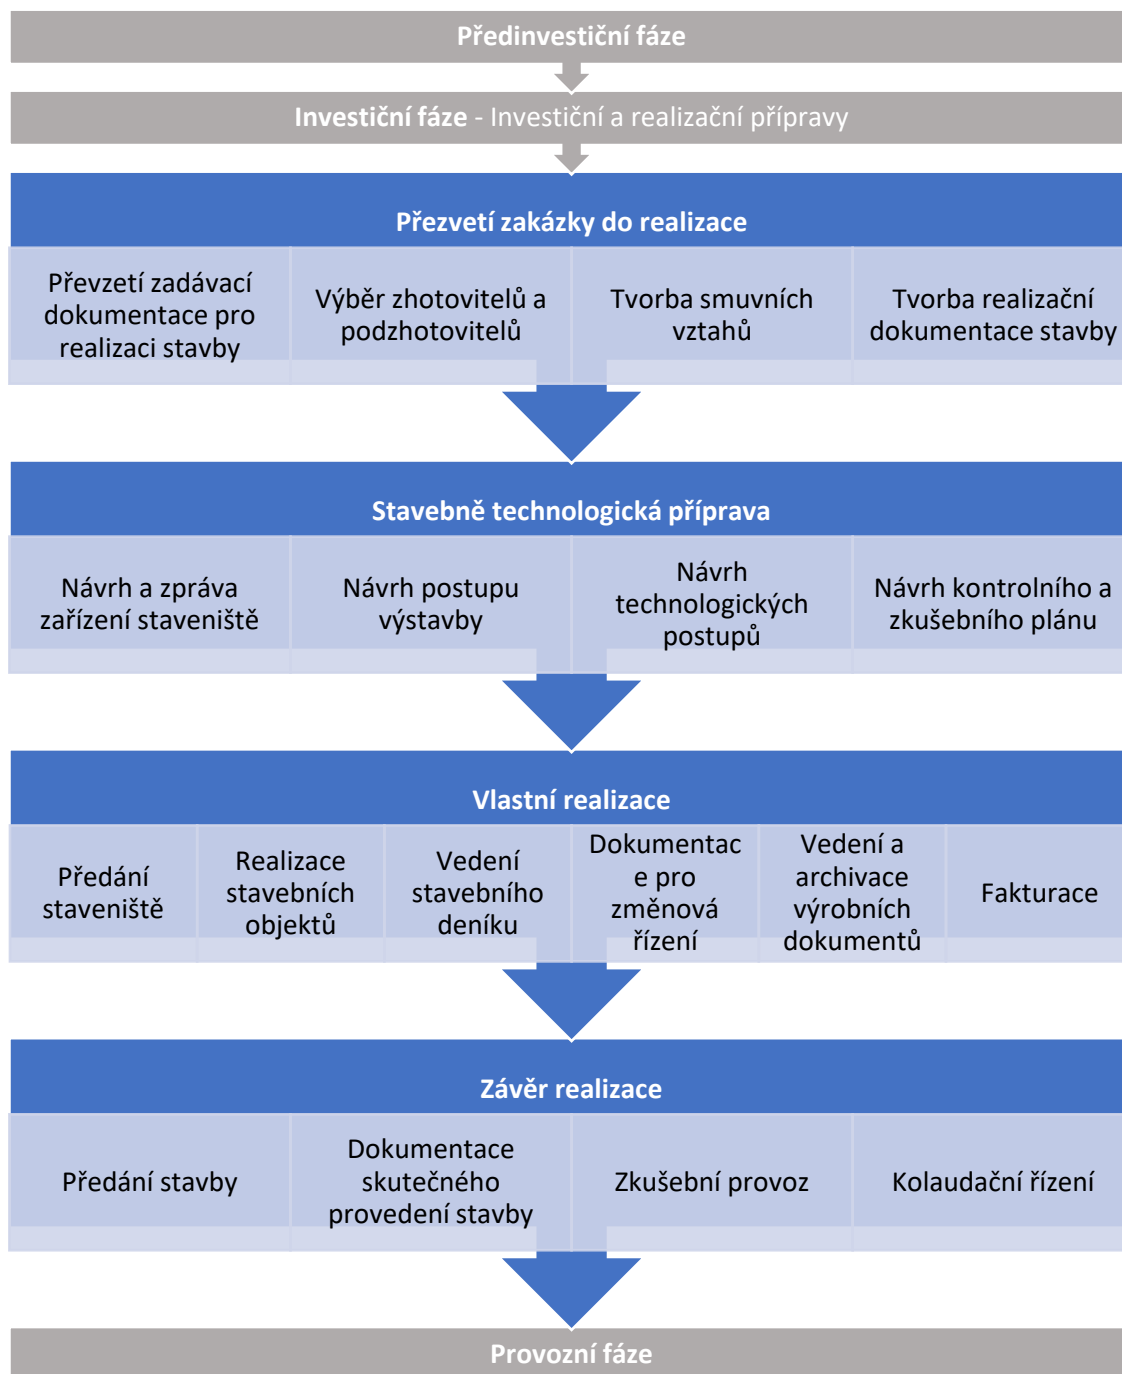 Předinvestiční fáze
Investiční fáze - Investiční a realizační přípravy
Přezvetí zakázky do realizace
Převzetí zadávací
dokumentace pro
realizaci stavby
Výběr zhotovitelů a
podzhotovitelů
Tvorba smuvních
vztahů
Tvorba realizační
dokumentace stavby
Stavebně technologická příprava
Návrh a zpráva
zařízení staveniště
Návrh postupu
výstavby
Návrh
technologických
postupů
Návrh kontrolního a
zkušebního plánu
Vlastní realizace
Předání
staveniště
Realizace
stavebních
objektů
Vedení
stavebního
deníku
Dokumentac
e pro
změnová
řízení
Vedení a
archivace
výrobních
dokumentů
Fakturace
Závěr realizace
Předání stavby
Dokumentace
skutečného
provedení stavby
Zkušební provoz
Kolaudační řízení
Provozní fáze